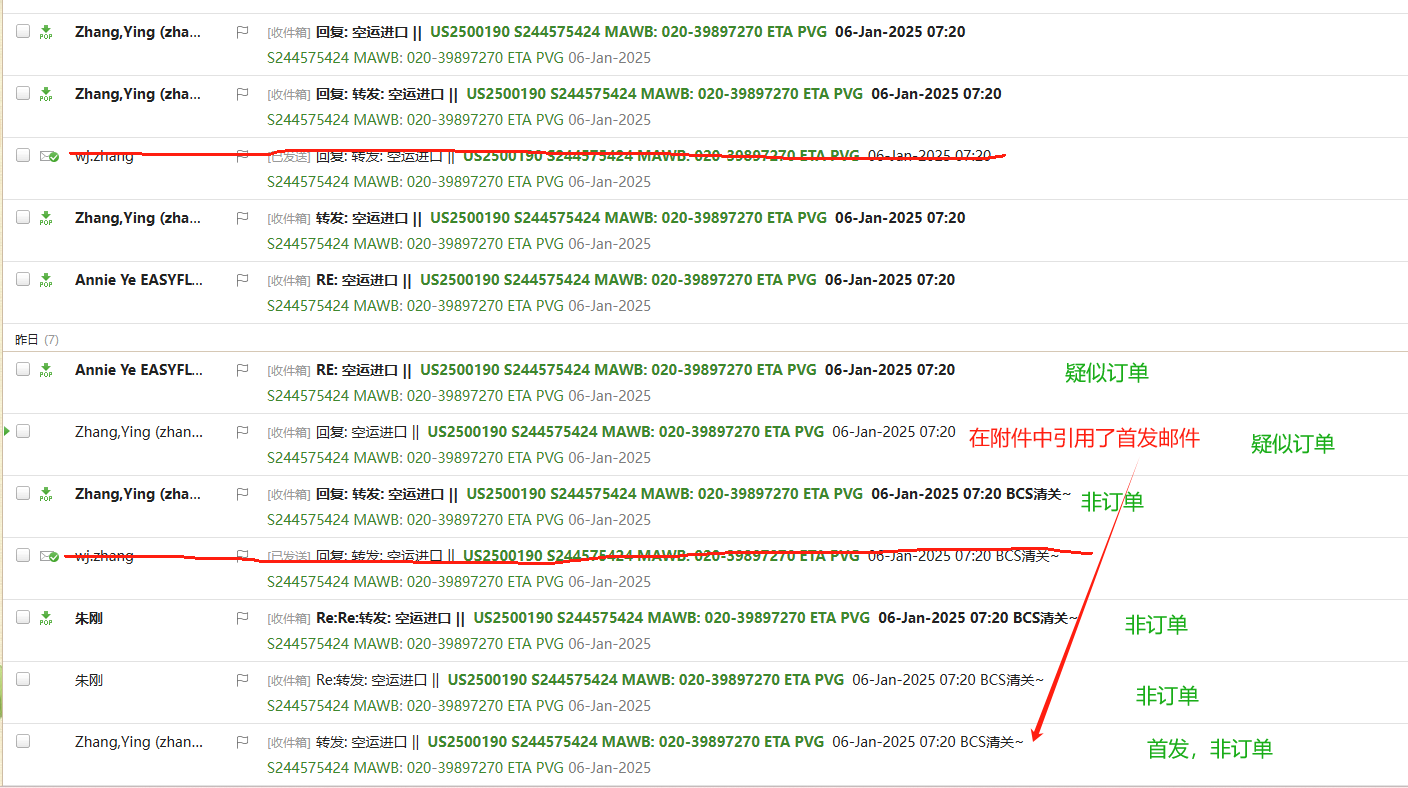 Zhang,Ying (zha... [收件箱] 回复: 空运进口 || US2500190 S244575424 MAWB: 020-39897270 ETA PVG 06-Jan-2025 07:20
POP S244575424 MAWB: 020-39897270 ETA PVG 06-Jan-2025
Zhang,Ying (zha... [收件箱] 回复: 转发: 空运进口 || US2500190 S244575424 MAWB: 020-39897270 ETA PVG 06-Jan-2025 07:20
POP S244575424 MAWB: 020-39897270 ETA PVG 06-Jan-2025
wj.zhang [已发送] 回复: 转发: 空运进口 || US2500190 S244575424 MAWB: 020-39897270 ETA PVG 06-Jan-2025 07:20
S244575424 MAWB: 020-39897270 ETA PVG 06-Jan-2025
Zhang,Ying (zha... [收件箱] 转发: 空运进口 || US2500190 S244575424 MAWB: 020-39897270 ETA PVG 06-Jan-2025 07:20
POP S244575424 MAWB: 020-39897270 ETA PVG 06-Jan-2025
Annie Ye EASYFL... [收件箱] RE: 空运进口 || US2500190 S244575424 MAWB: 020-39897270 ETA PVG 06-Jan-2025 07:20
POP S244575424 MAWB: 020-39897270 ETA PVG 06-Jan-2025
昨日 (7)
Annie Ye EASYFL... [收件箱] RE: 空运进口 || US2500190 S244575424 MAWB: 020-39897270 ETA PVG 06-Jan-2025 07:20 疑似订单
POP S244575424 MAWB: 020-39897270 ETA PVG 06-Jan-2025
Zhang,Ying (zhan... [收件箱] 回复: 空运进口 || US2500190 S244575424 MAWB: 020-39897270 ETA PVG 06-Jan-2025 07:20 在附件中引用了首发邮件 疑似订单
S244575424 MAWB: 020-39897270 ETA PVG 06-Jan-2025
Zhang,Ying (zha... [收件箱] 回复: 转发: 空运进口 || US2500190 S244575424 MAWB: 020-39897270 ETA PVG 06-Jan-2025 07:20 BCS清关~ 非订单
POP S244575424 MAWB: 020-39897270 ETA PVG 06-Jan-2025
wj.zhang [已发送] 回复: 转发: 空运进口 || US2500190 S244575424 MAWB: 020-39897270 ETA PVG 06-Jan-2025 07:20 BCS清关~
S244575424 MAWB: 020-39897270 ETA PVG 06-Jan-2025
朱刚 [收件箱] Re:Re:转发: 空运进口 || US2500190 S244575424 MAWB: 020-39897270 ETA PVG 06-Jan-2025 07:20 BCS清关~ 非订单
POP S244575424 MAWB: 020-39897270 ETA PVG 06-Jan-2025
朱刚 [收件箱] Re:转发: 空运进口 || US2500190 S244575424 MAWB: 020-39897270 ETA PVG 06-Jan-2025 07:20 BCS清关~ 非订单
S244575424 MAWB: 020-39897270 ETA PVG 06-Jan-2025
Zhang,Ying (zhan... [收件箱] 转发: 空运进口 || US2500190 S244575424 MAWB: 020-39897270 ETA PVG 06-Jan-2025 07:20 BCS清关~ 首发，非订单
S244575424 MAWB: 020-39897270 ETA PVG 06-Jan-2025